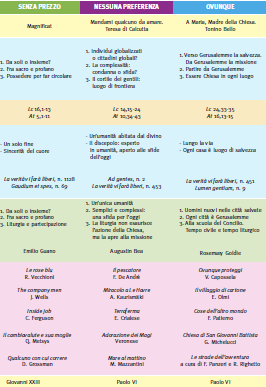 SENZA PREZZO
NESSUNA PREFERENZA
OVUNQUE
Magnificat
Mandami qualcuno da amare.
Teresa di Calcutta
A Maria, Madre della Chiesa.
Tonino Bello
1. Da soli o insieme?
2. Fra sacro e profano
3. Possedere per far circolare
1. Individui globalizzati
o cittadini globali?
2. La complessità:
condanna o sfida?
3. Il cortile dei gentili:
luogo di frontiera
1. Verso Gerusalemme la salvezza.
Da Gerusalemme la missione
2. Partire da Gerusalemme
3. Essere Chiesa in ogni luogo
Lc 16,1-13
At 5,1-11
Lc 14,15-24
At 10,34-43
Lc 24,33-35
At 16,13-15
- Un solo fine
- Sincerità del cuore
- Un'umanità abitata dal divino
- Il discepolo: esperto
in umanità, aperto alle sfide
dell'oggi
- Lungo la via
- Ogni casa è luogo di salvezza
La verità vi farà liberi, n. 1128
Gaudium et spes, n. 69
Ad gentes, n. 2
La verità vi farà liberi, n. 453
La verità vi farà liberi, n. 451
Lumen gentium, n. 9
1. Da soli o insieme?
2. Fra sacro e profano
3. Liturgia e partecipazione
1. Un'unica umanità
2. Semplici e complessi:
una sfida per l'oggi
3. La liturgia non esaurisce
l'azione della Chiesa,
ma la apre alla missione
1. Uomini nuovi nelle città salvate
2. Ogni città è Gerusalemme
3. Alla scuola del Concilio.
Tempo civile e tempo liturgico
Emilio Guano
Augustin Bea
Rosemary Goldie
Le rose blu
R. Vecchioni
Il pescatore
F. De André
Ovunque proteggi
V. Capossela
The company men
J. Wells
Miracolo a Le Havre
A. Kaurismäki
Il villaggio di cartone
E. Olmi
Inside job
C. Ferguson
Terraferma
E. Crialese
Cose dell'altro mondo
F. Patierno
Il cambiavalute e sua moglie
Q. Metsys
Adorazione dei Magi
Veronese
Chiesa di San Giovanni Battista
G. Michelucci
Qualcuno con cui correre
D. Grossman
Mare al mattino
M. Mazzantini
Le strade dell'avventura
a cura di F. Panzeri e R. Righetto
Giovanni XXIII
Paolo VI
Paolo VI